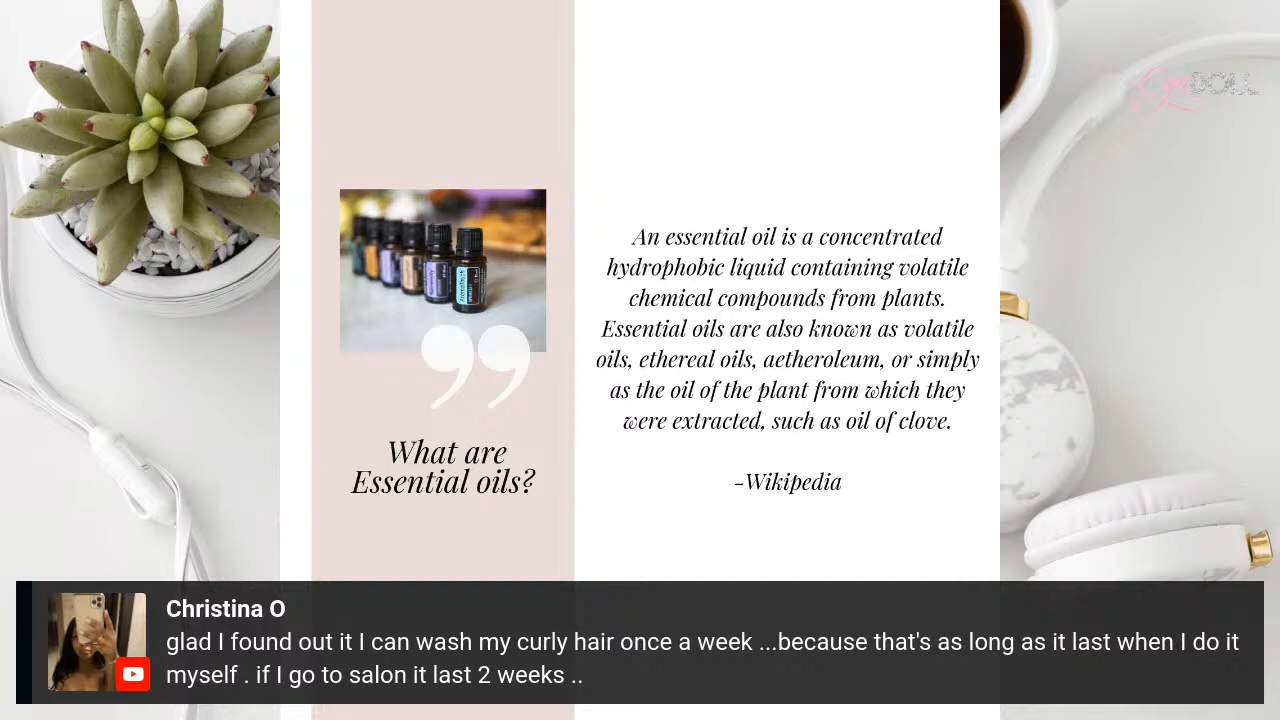 What are
Essential oils?
An essential oil is a concentrated
hydrophobic liquid containing volatile
chemical compounds from plants.
Essential oils are also known as volatile
oils, ethereal oils, aetheroleum, or simply
as the oil of the plant from which they
were extracted, such as oil of clove.
-Wikipedia
Christina O
glad I found out it I can wash my curly hair once a week ...because that's as long as it last when I do it
myself . if I go to salon it last 2 weeks ..